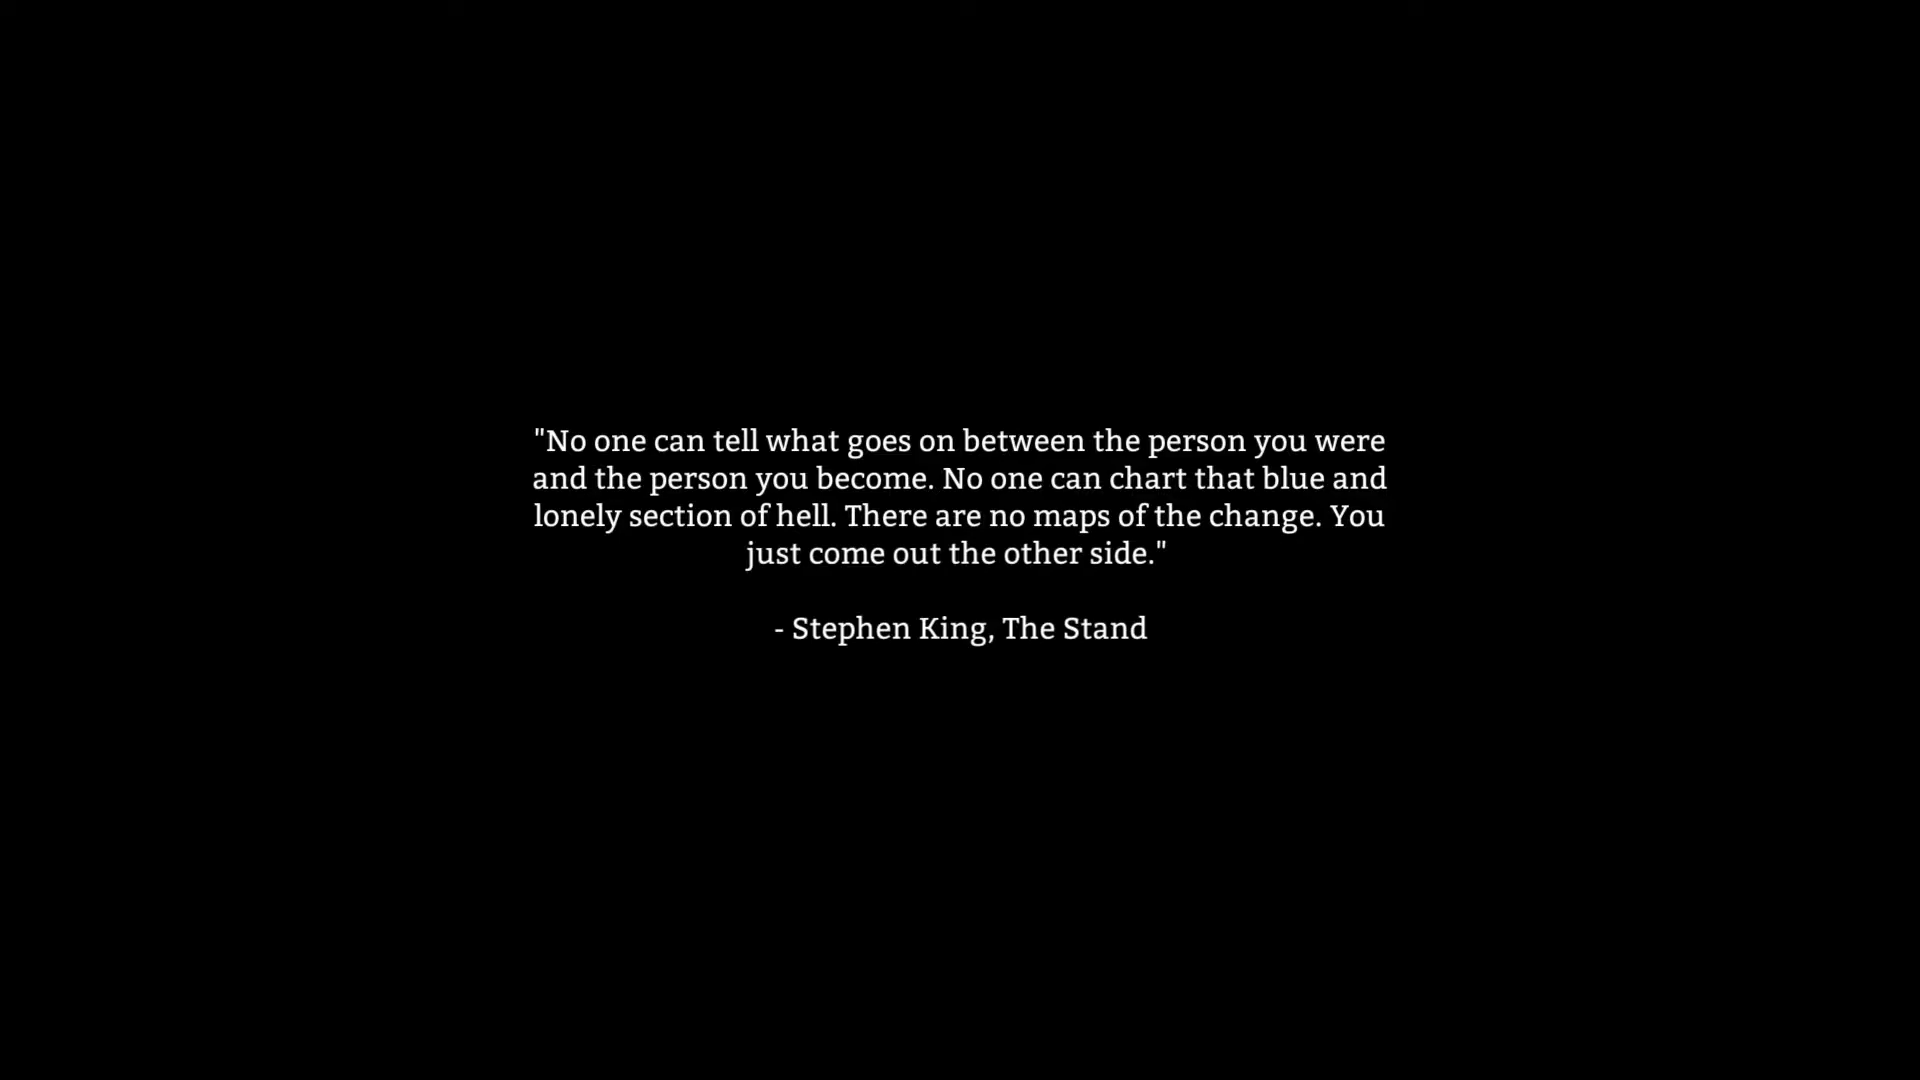 "No one can tell what goes on between the person you were
and the person you become. No one can chart that blue and
lonely section of hell. There are no maps of the change. You
just come out the other side."
- Stephen King, The Stand